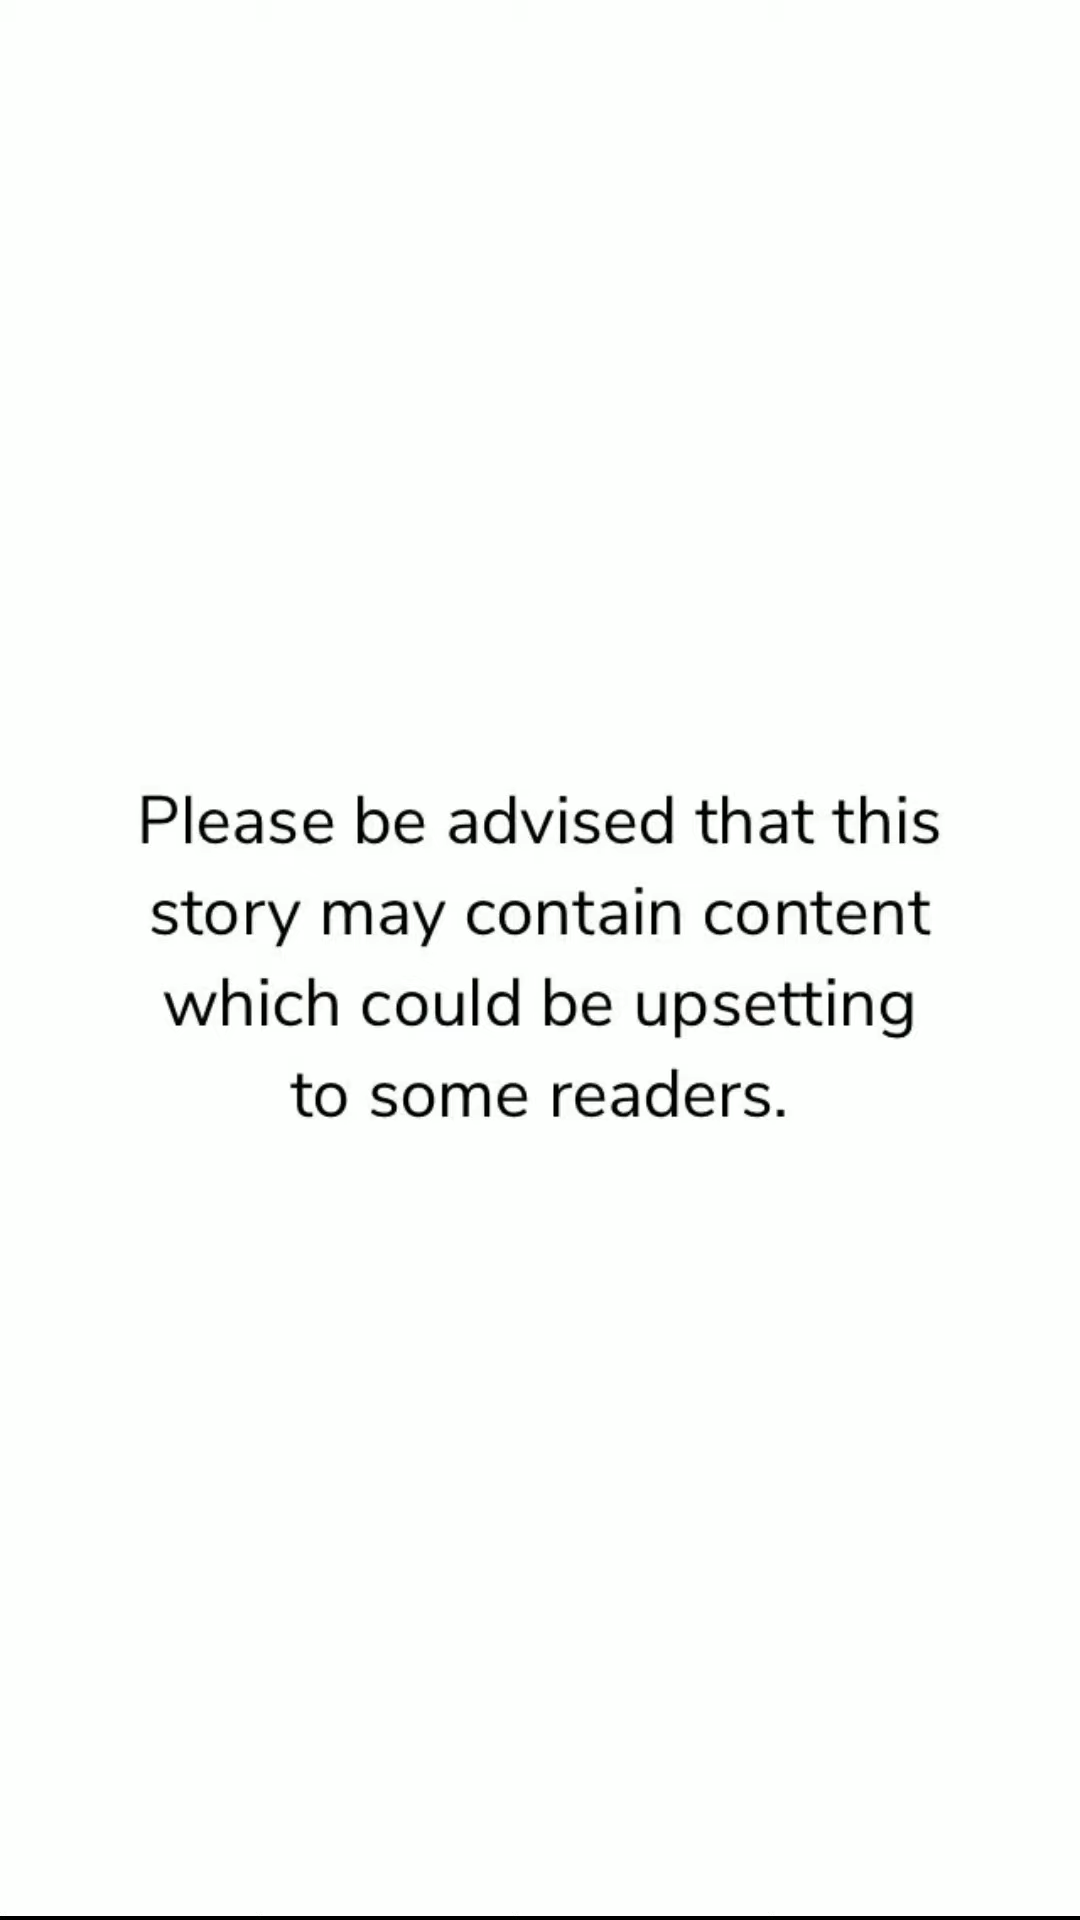 Please be advised that this
story may contain content
which could be upsetting
to some readers.